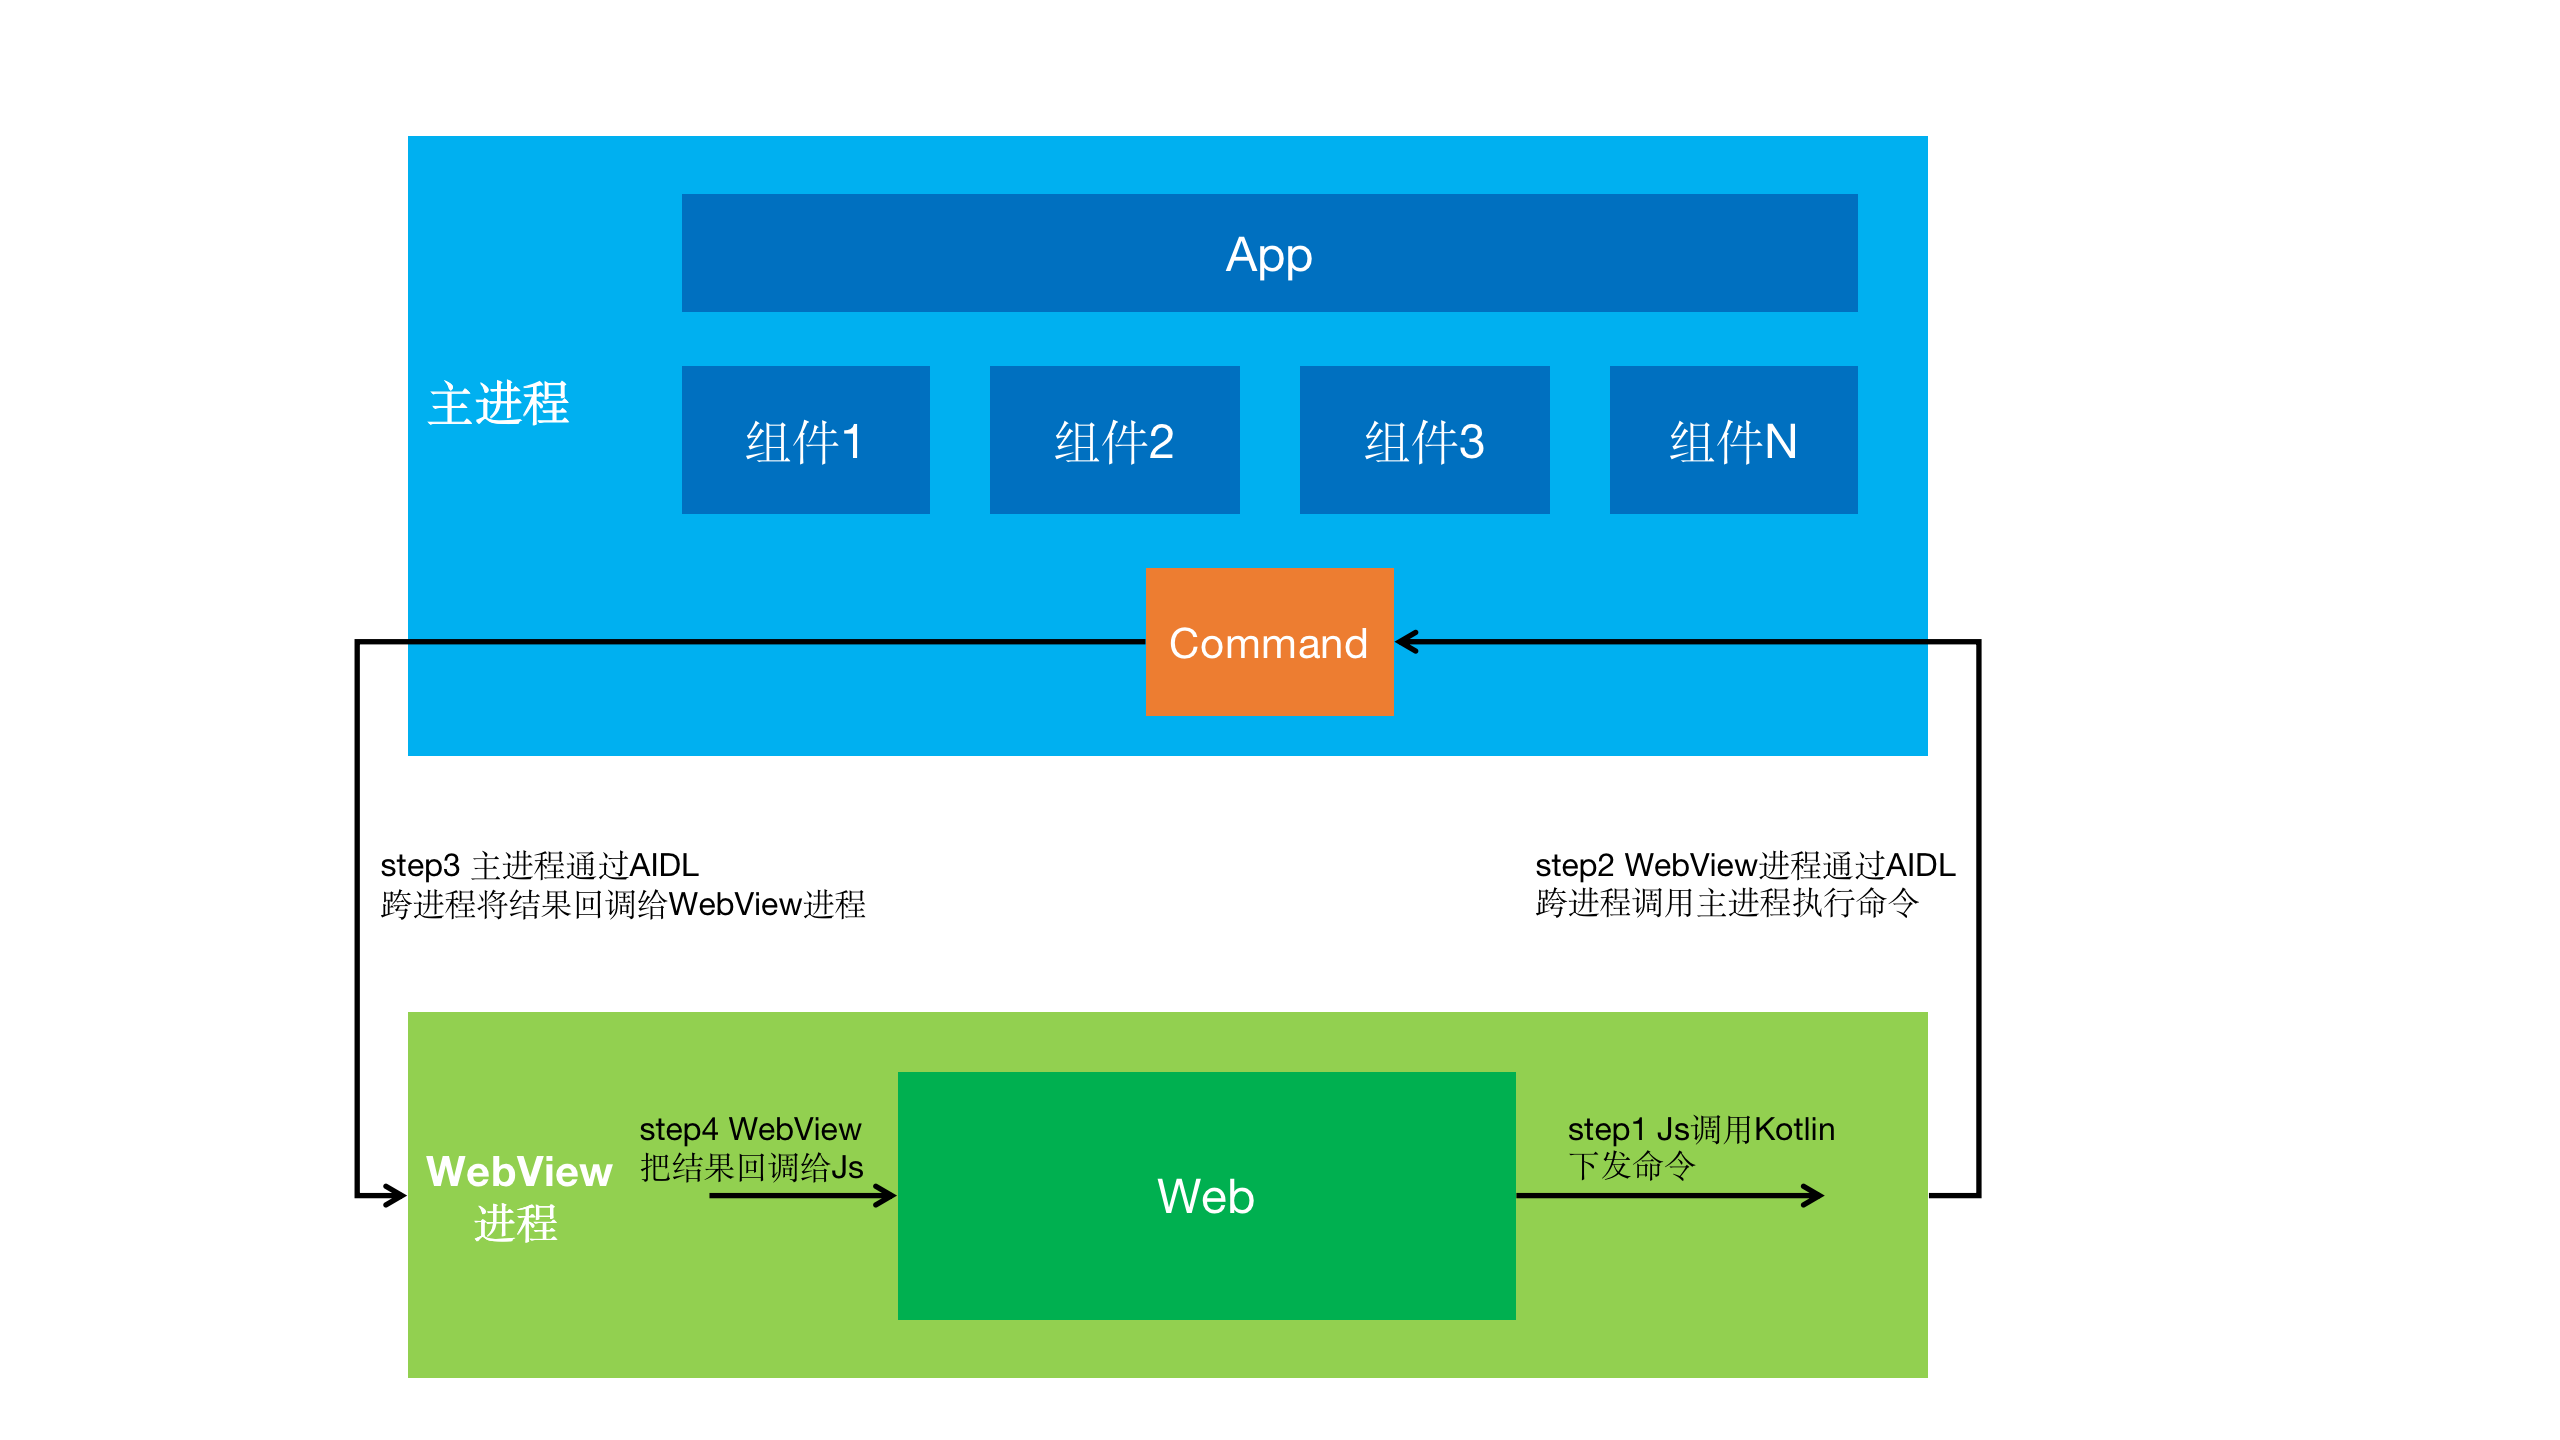 App
主进程
组件1
组件2
组件3
组件N
Command
step3 主进程通过AIDL
跨进程将结果回调给WebView进程
step2 WebView进程通过AIDL
跨进程调用主进程执行命令
WebView
进程
step4 WebView
把结果回调给Js
Web
step1 Js调用Kotlin
下发命令